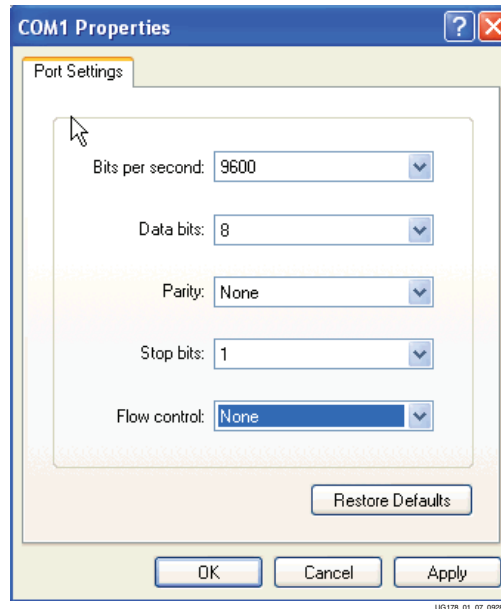 COM1 Properties
Port Settings
Bits per second: 9600
Data bits: 8
Parity: None
Stop bits: 1
Flow control: None
Restore Defaults
OK Cancel Apply